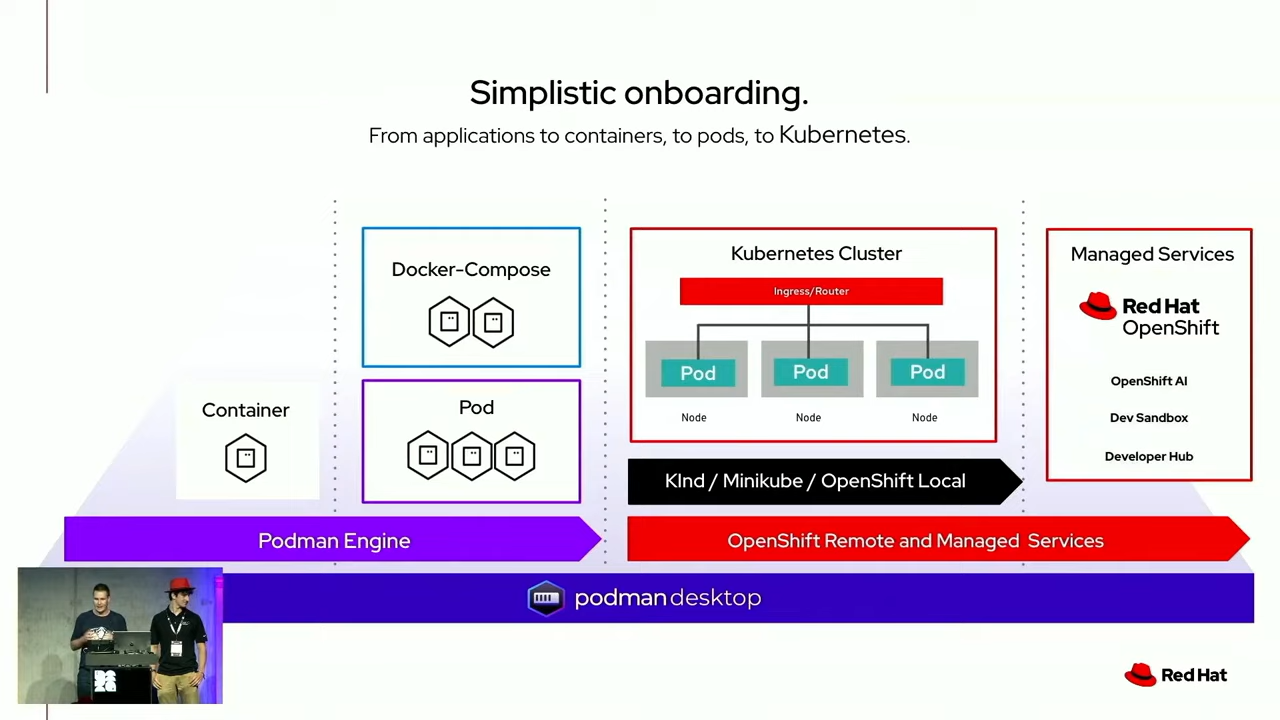 Simplistic onboarding.
From applications to containers, to pods, to Kubernetes.
Container
Docker-Compose
Pod
Kubernetes Cluster
Ingress/Router
Pod
Pod
Pod
Node
Node
Node
KInd / Minikube / OpenShift Local
Managed Services
Red Hat
OpenShift
OpenShift AI
Dev Sandbox
Developer Hub
Podman Engine
OpenShift Remote and Managed Services
podman desktop
Red Hat